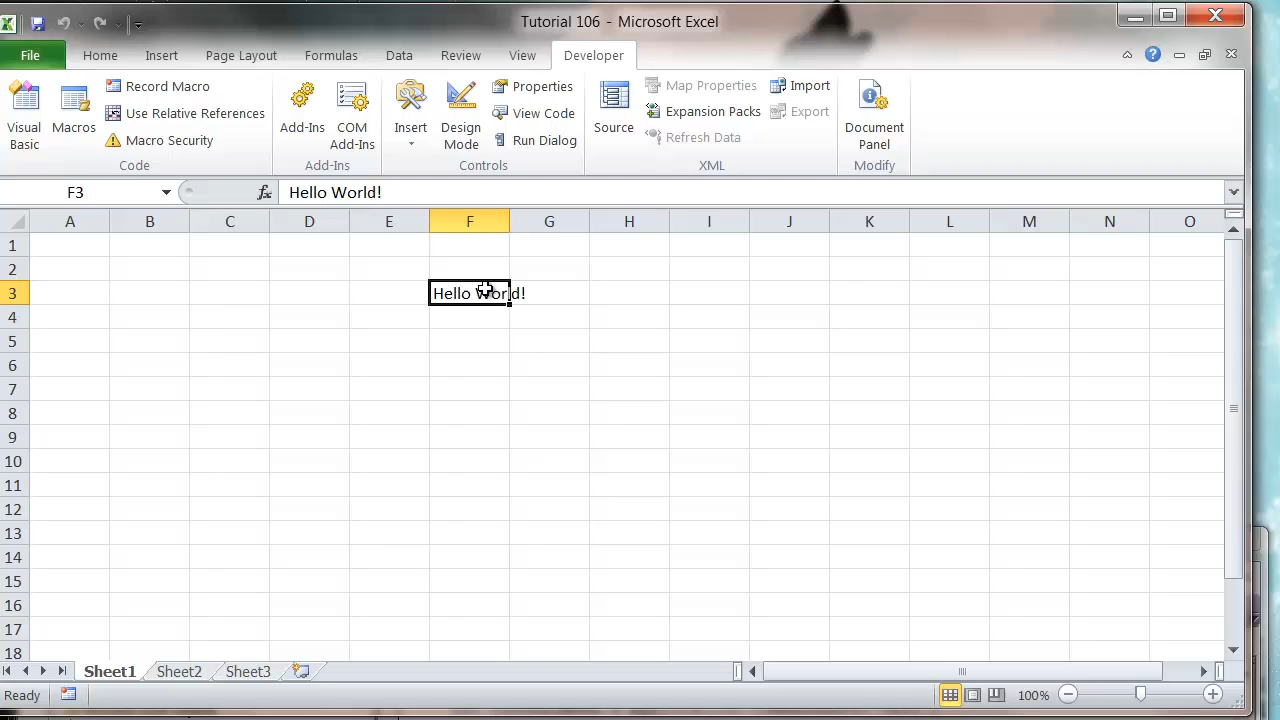 Tutorial 106 - Microsoft Excel
File Home Insert Page Layout Formulas Data Review View Developer
Visual Basic
Macros
Record Macro
Use Relative References
Macro Security
Code
Add-Ins
COM Add-Ins
Add-Ins
Insert
Design Mode
Properties
View Code
Run Dialog
Controls
Source
Map Properties
Expansion Packs
Refresh Data
Import
Export
XML
Document Panel
Modify
F3 fx Hello World!
A B C D E F G H I J K L M N O
1
2
3 Hello World!
4
5
6
7
8
9
10
11
12
13
14
15
16
17
18
Sheet1 Sheet2 Sheet3
Ready 100%